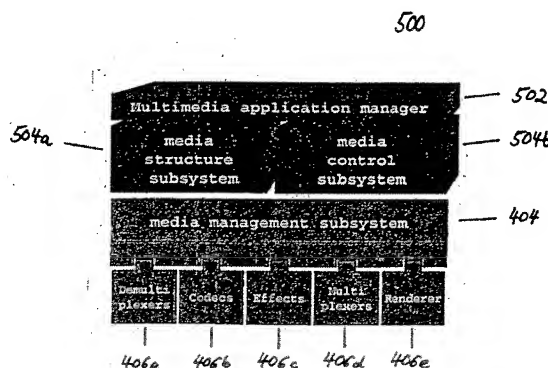 500
Multimedia application manager
502
504a
media structure subsystem
media control subsystem
504b
media management subsystem
404
Demulti plexers
Codecs
Effects
Multi plexers
Renderer
406a
406b
406c
406d
406e